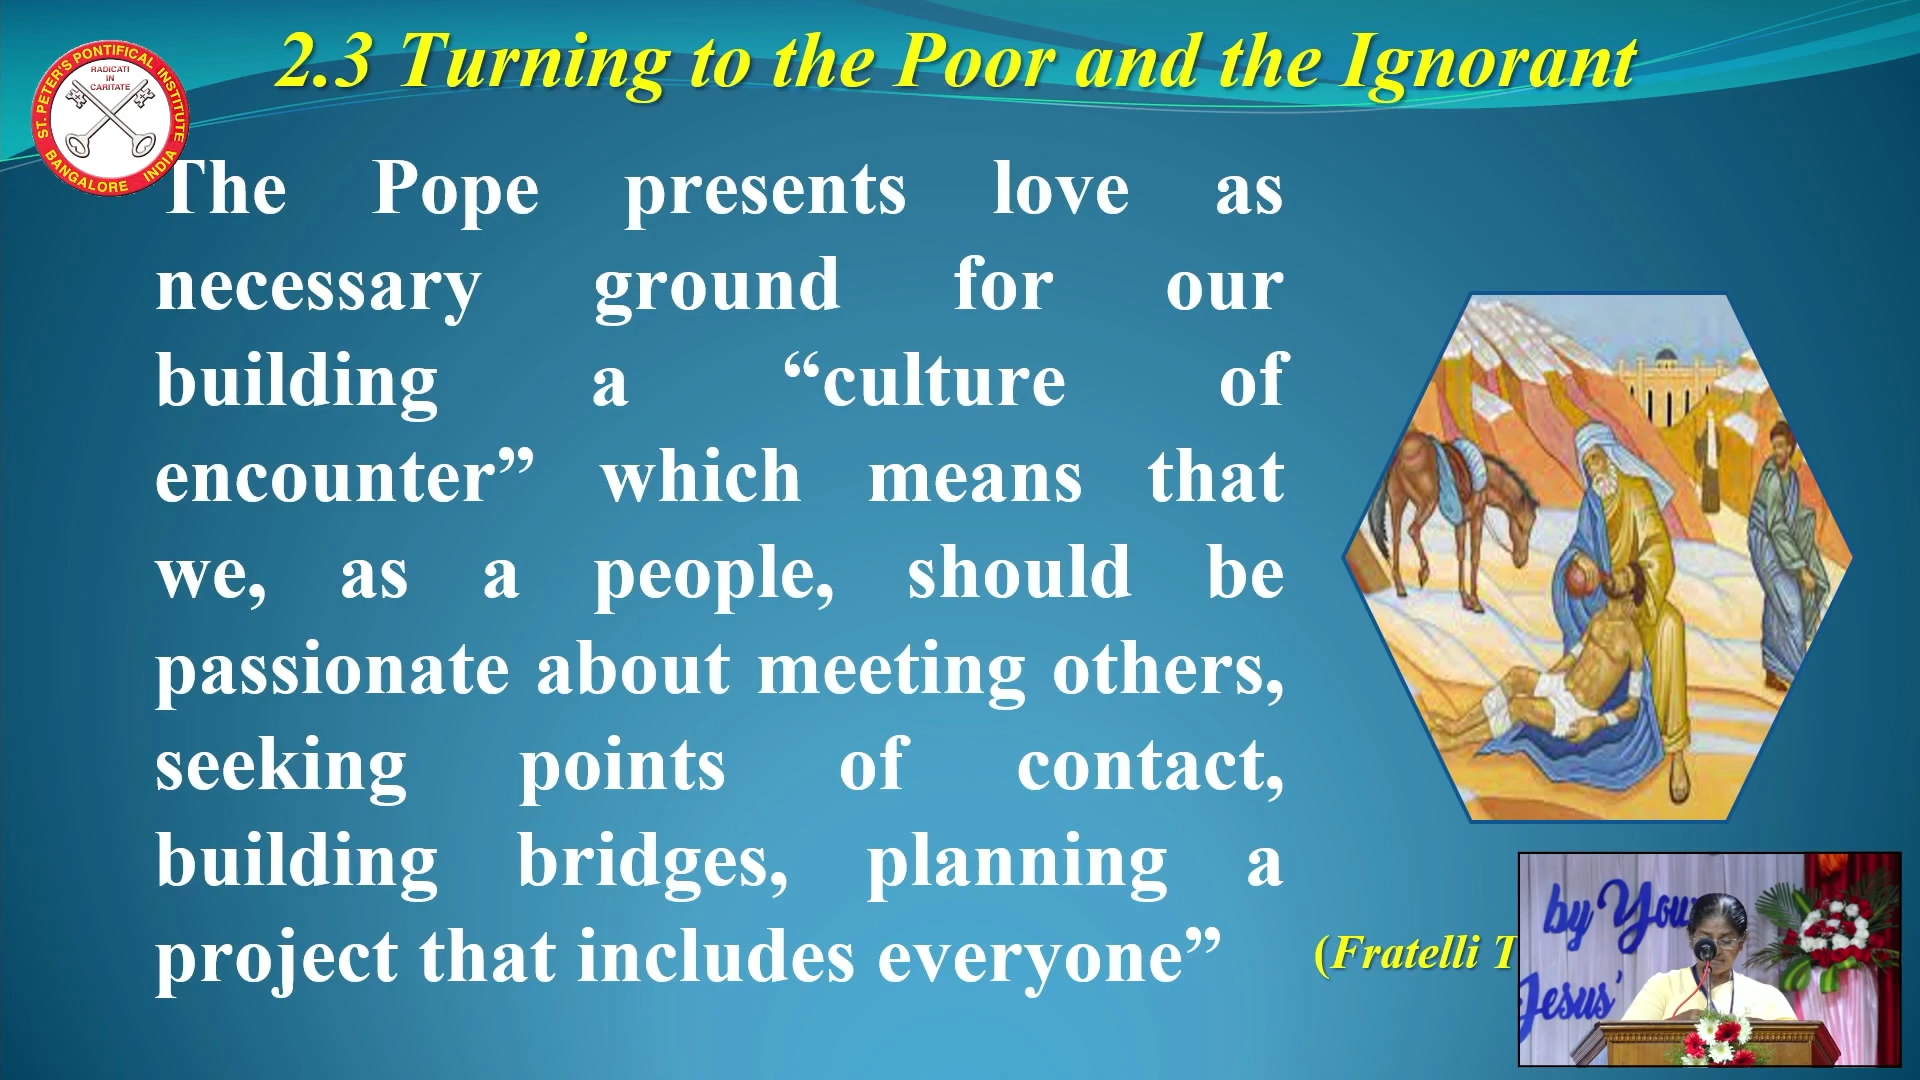 2.3 Turning to the Poor and the Ignorant
ST. PETER'S PONTIFICAL INSTITUTE
RADICATI
IN
CARITATE
BANGALORE INDIA
The Pope presents love as
necessary ground for our
building a “culture of
encounter” which means that
we, as a people, should be
passionate about meeting others,
seeking points of contact,
building bridges, planning a
project that includes everyone”
(Fratelli T
by You
Jesus'